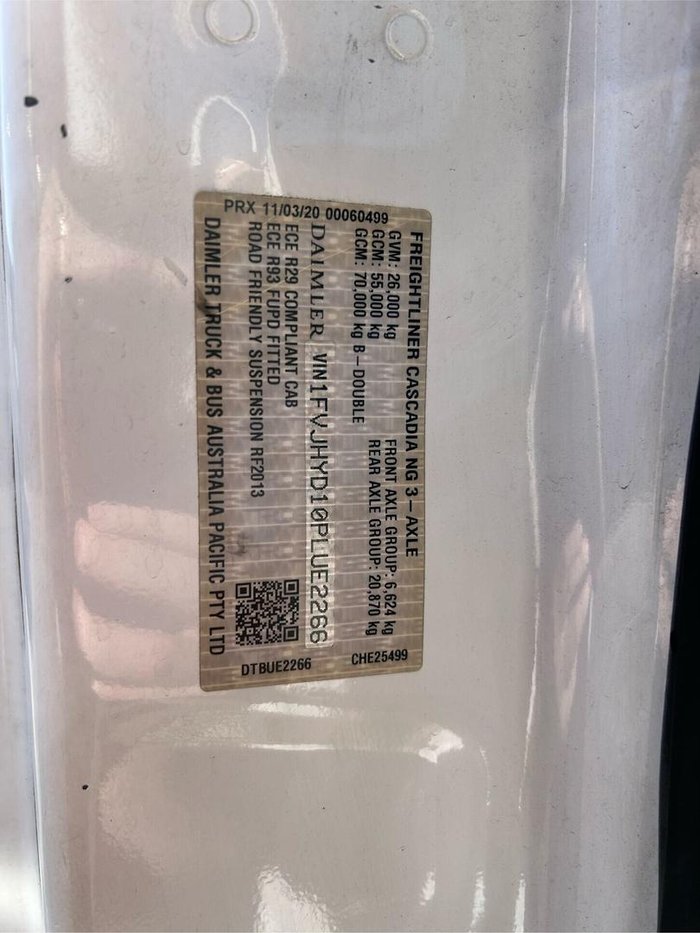 PRX 11/03/20 00060499
FREIGHTLINER CASCADIA NG 3-AXLE
GVM: 26,000 kg FRONT AXLE GROUP: 6,624 kg
GCM: 55,000 kg REAR AXLE GROUP: 20,870 kg
GCM: 70,000 kg B-DOUBLE
DAIMLER VIN1FVJHYD10PLUE2266
ECE R29 COMPLIANT CAB
ECE R93 FUPD FITTED
ROAD FRIENDLY SUSPENSION RF2013
DAIMLER TRUCK & BUS AUSTRALIA PACIFIC PTY LTD
CHE25499
DTBUE2266